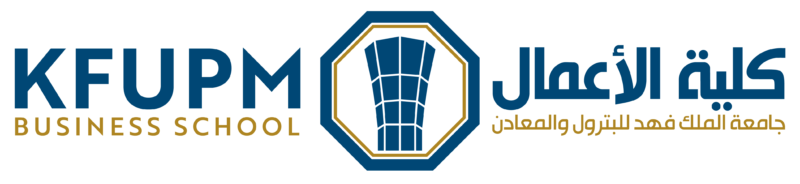 KFUPM
BUSINESS SCHOOL
كلية الأعمال
جامعة الملك فهد للبترول والمعادن